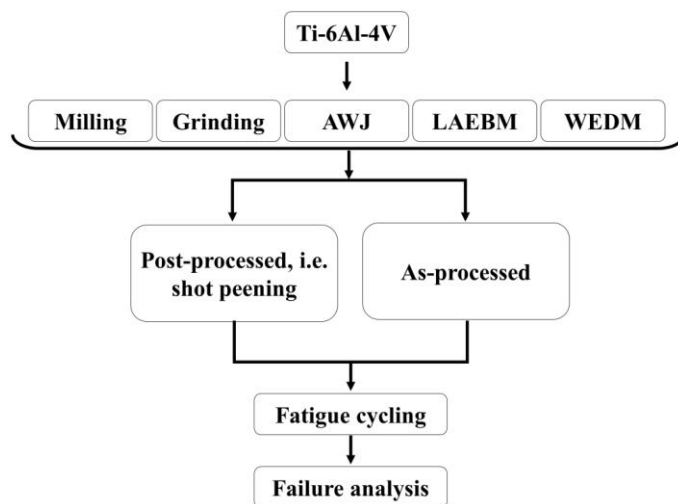 Ti-6Al-4V
Milling
Grinding
AWJ
LAEBM
WEDM
Post-processed, i.e.
shot peening
As-processed
Fatigue cycling
Failure analysis